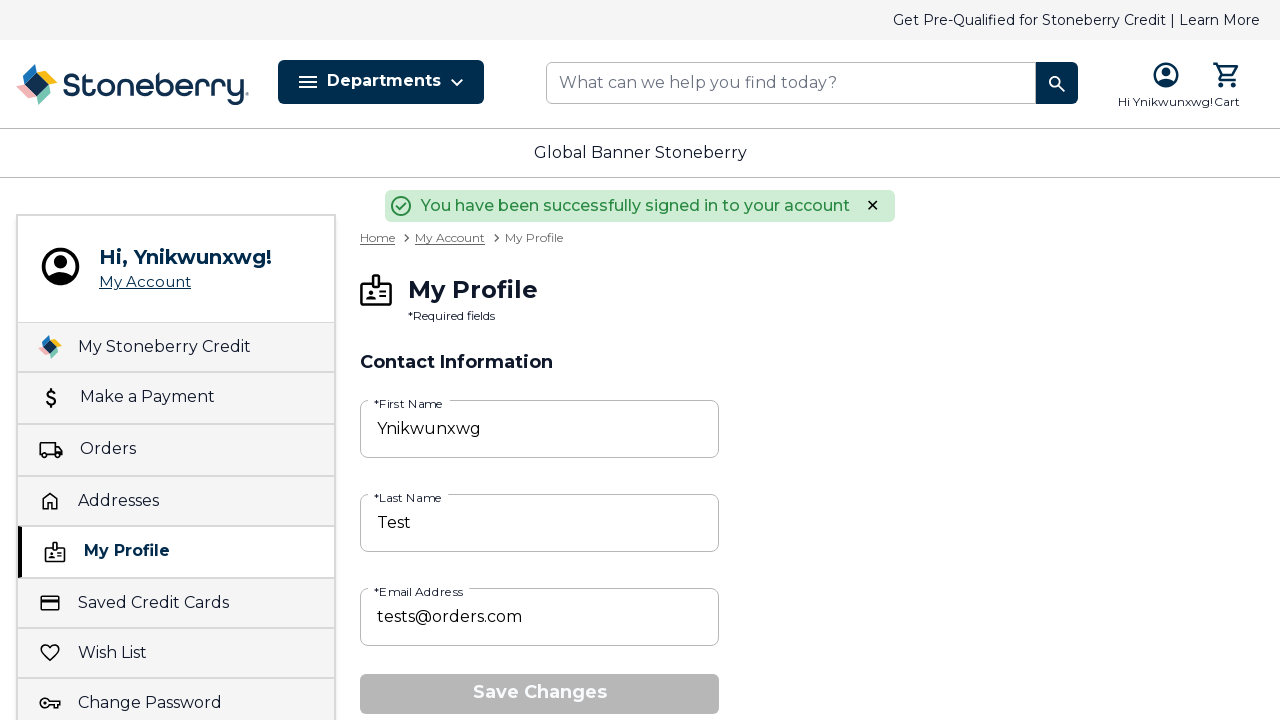 Get Pre-Qualified for Stoneberry Credit | Learn More
Stoneberry
Departments
What can we help you find today?
Hi Ynikwunxwg!
Cart
Global Banner Stoneberry
You have been successfully signed in to your account ✕
Home > My Account > My Profile
Hi, Ynikwunxwg!
My Account
My Stoneberry Credit
Make a Payment
Orders
Addresses
My Profile
Saved Credit Cards
Wish List
Change Password
My Profile
*Required fields
Contact Information
*First Name
Ynikwunxwg
*Last Name
Test
*Email Address
tests@orders.com
Save Changes